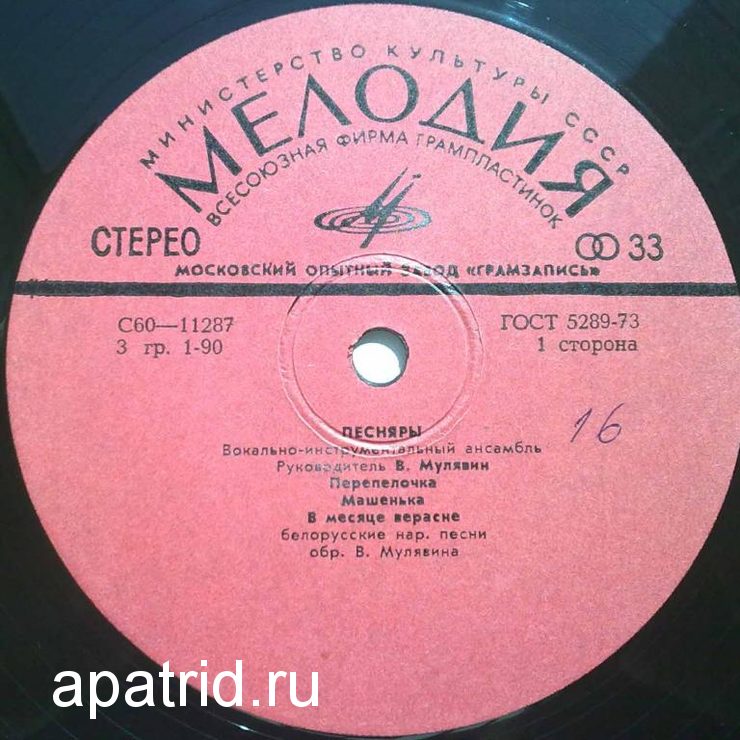 МИНИСТЕРСТВО КУЛЬТУРЫ СССР
МЕЛОДИЯ
ВСЕСОЮЗНАЯ ФИРМА ГРАМПЛАСТИНОК
СТЕРЕО
33
МОСКОВСКИЙ ОПЫТНЫЙ ЗАВОД «ГРАМЗАПИСЬ»
С60—11287
ГОСТ 5289-73
3 гр. 1-90
1 сторона
ПЕСНЯРЫ
16
Вокально-инструментальный ансамбль
Руководитель В. Мулявин
Перепелочка
Машенька
В месяце верасне
белорусские нар. песни
обр. В. Мулявина
apatrid.ru